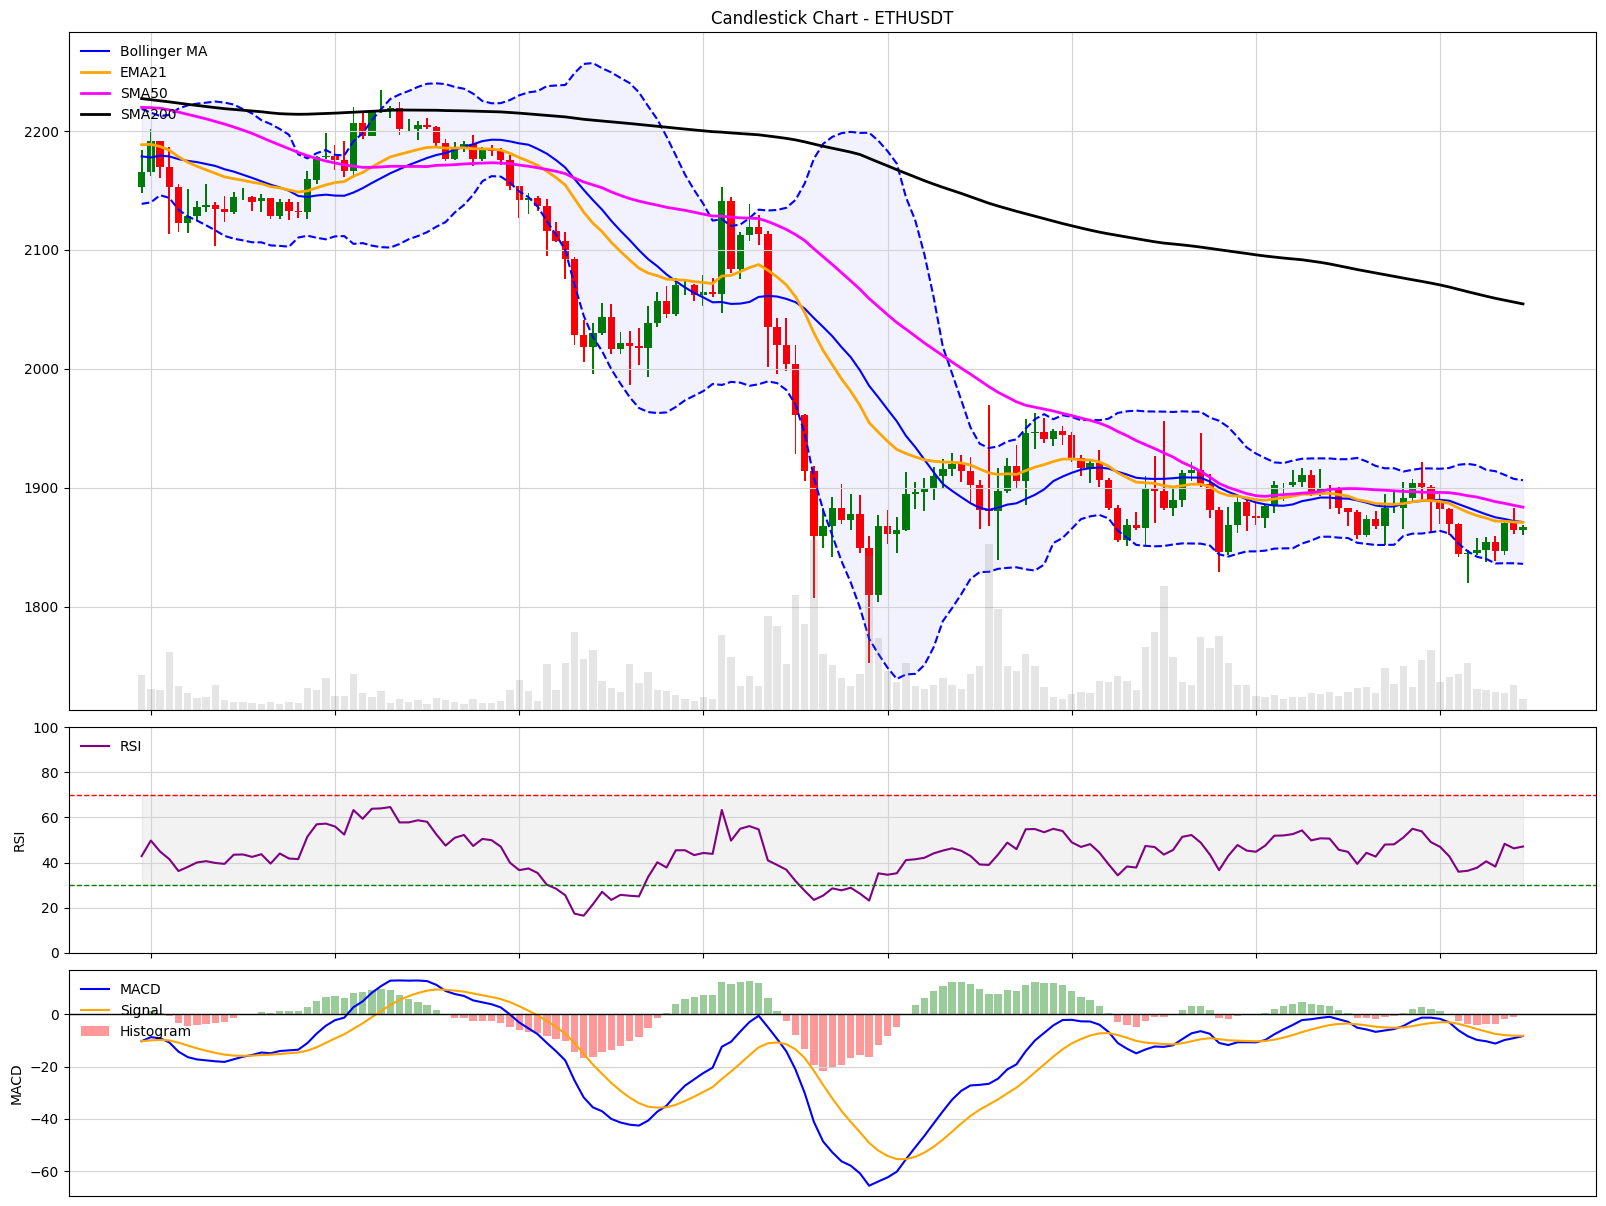 Candlestick Chart - ETHUSDT
Bollinger MA
EMA21
SMA50
SMA200
2200
2100
2000
1900
1800
RSI
100
80
60
40
20
0
RSI
MACD
Signal
Histogram
0
−20
−40
−60
MACD